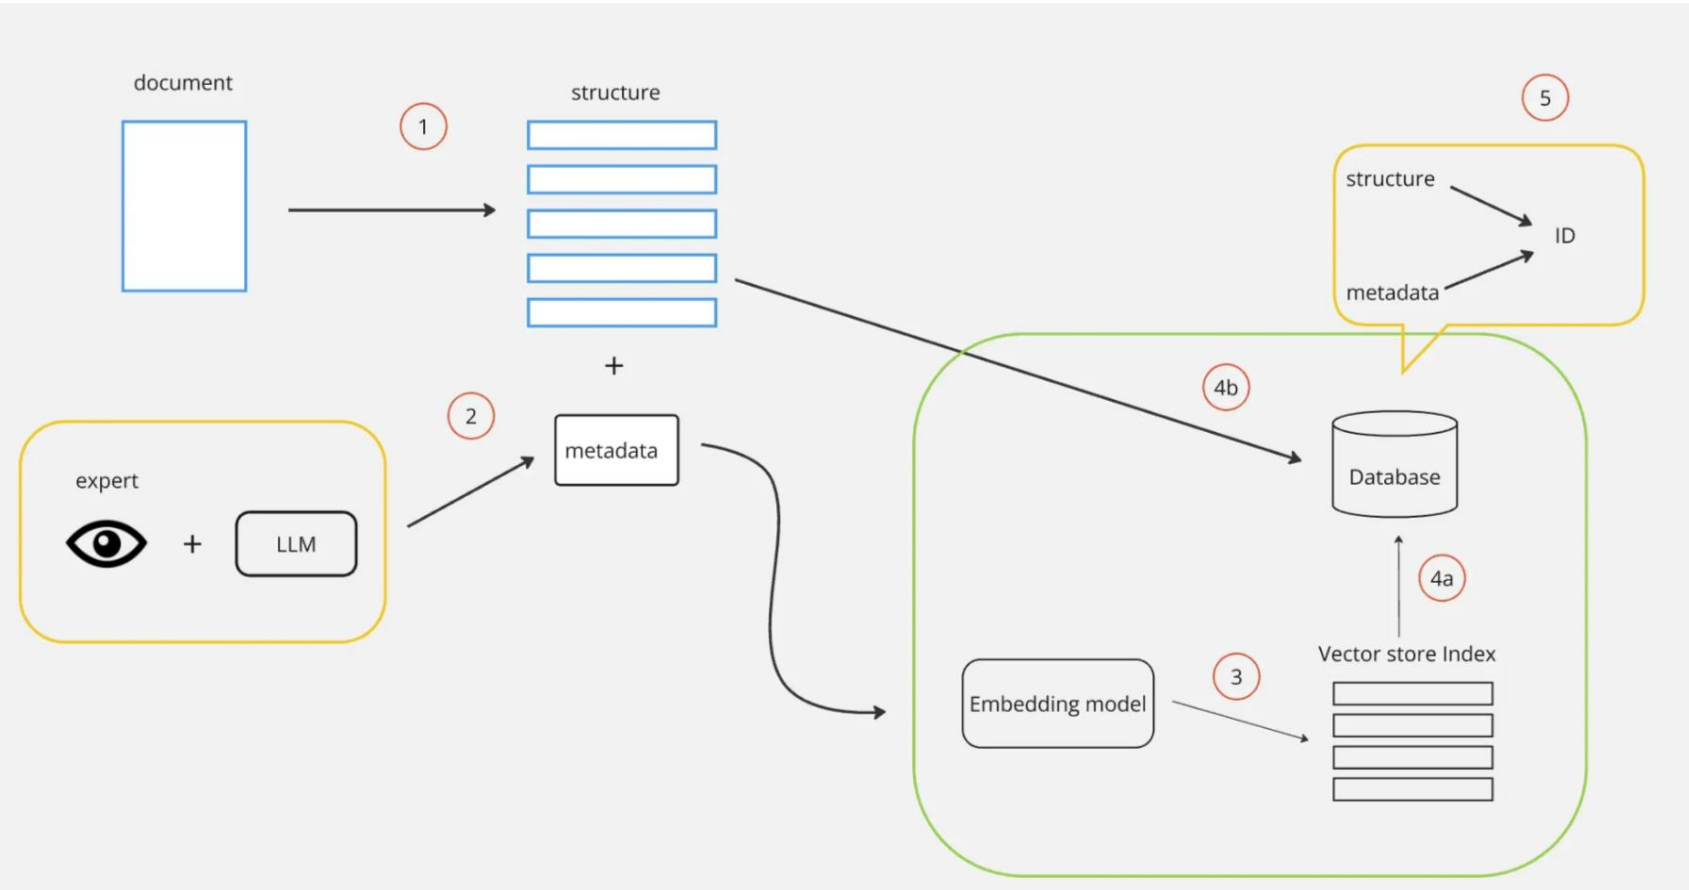 document
1
structure
5
structure
ID
metadata
+
4b
2
metadata
Database
expert
+
LLM
4a
Vector store Index
3
Embedding model